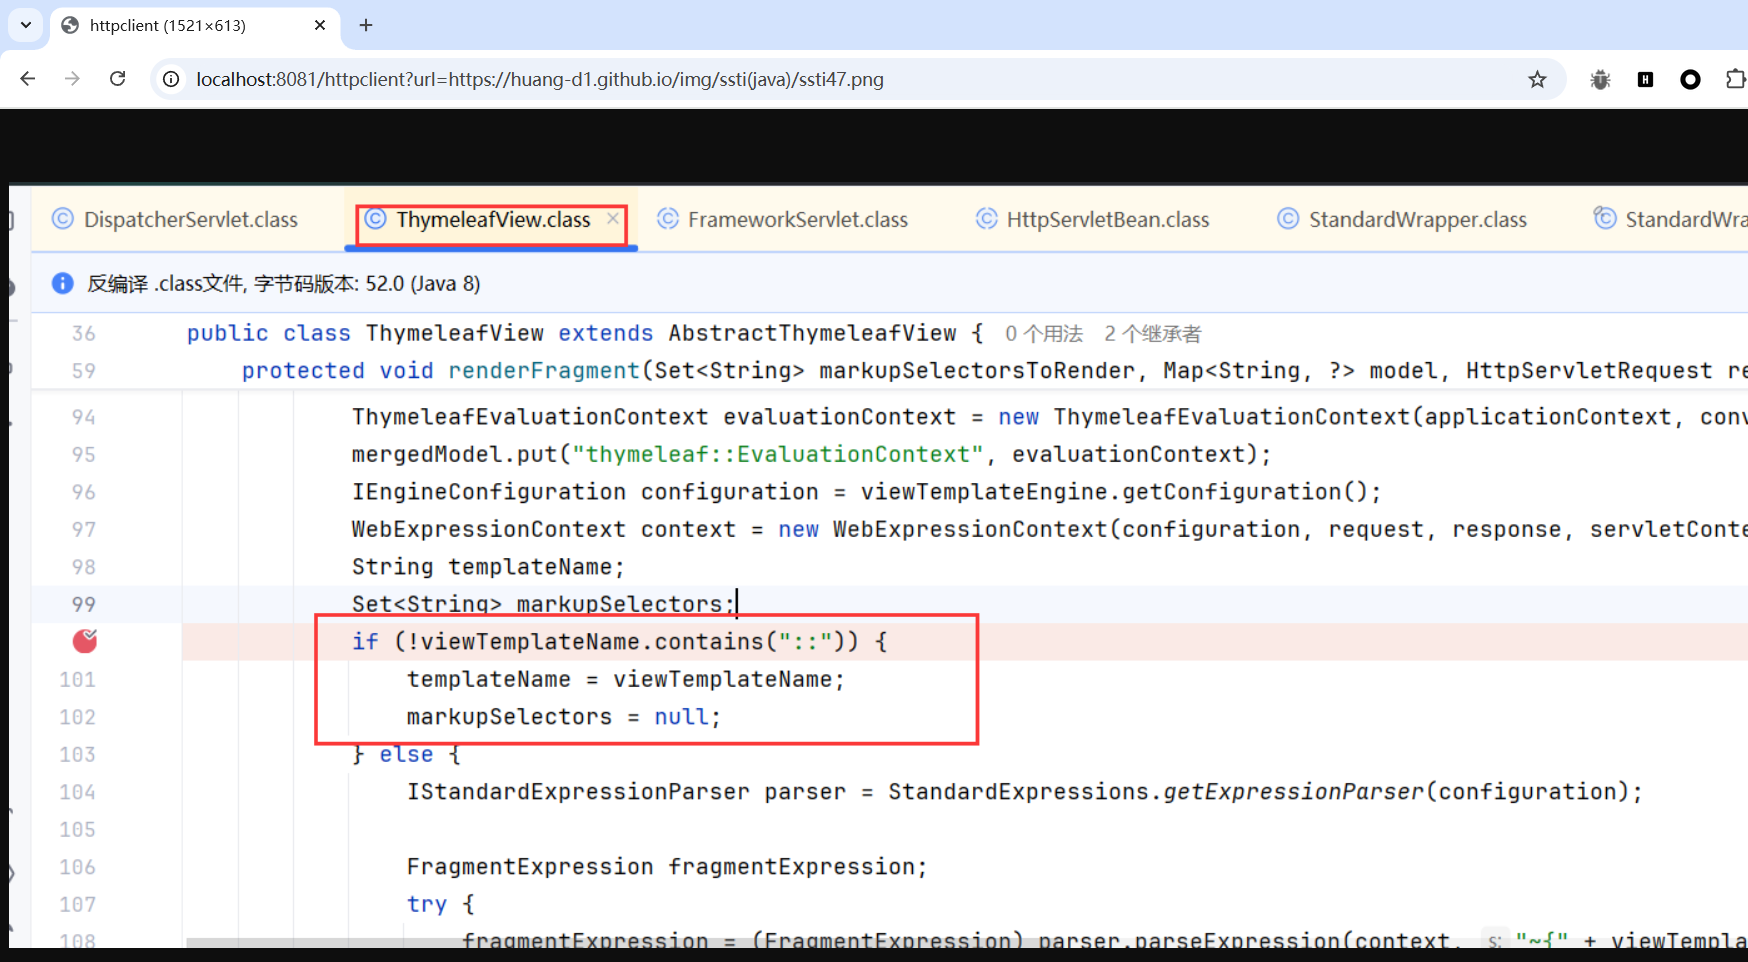 httpclient (1521×613)
localhost:8081/httpclient?url=https://huang-d1.github.io/img/ssti(java)/ssti47.png
DispatcherServlet.class ThymeleafView.class FrameworkServlet.class HttpServletBean.class StandardWrapper.class StandardWra
反编译 .class文件, 字节码版本: 52.0 (Java 8)
36 public class ThymeleafView extends AbstractThymeleafView { 0 个用法 2 个继承者
59 protected void renderFragment(Set<String> markupSelectorsToRender, Map<String, ?> model, HttpServletRequest re
94 ThymeleafEvaluationContext evaluationContext = new ThymeleafEvaluationContext(applicationContext, conv
95 mergedModel.put("thymeleaf::EvaluationContext", evaluationContext);
96 IEngineConfiguration configuration = viewTemplateEngine.getConfiguration();
97 WebExpressionContext context = new WebExpressionContext(configuration, request, response, servletConte
98 String templateName;
99 Set<String> markupSelectors;
if (!viewTemplateName.contains("::")) {
101 templateName = viewTemplateName;
102 markupSelectors = null;
103 } else {
104 IStandardExpressionParser parser = StandardExpressions.getExpressionParser(configuration);
105
106 FragmentExpression fragmentExpression;
107 try {
108 fragmentExpression = (FragmentExpression) parser.parseExpression(context, s: "~{" + viewTempla